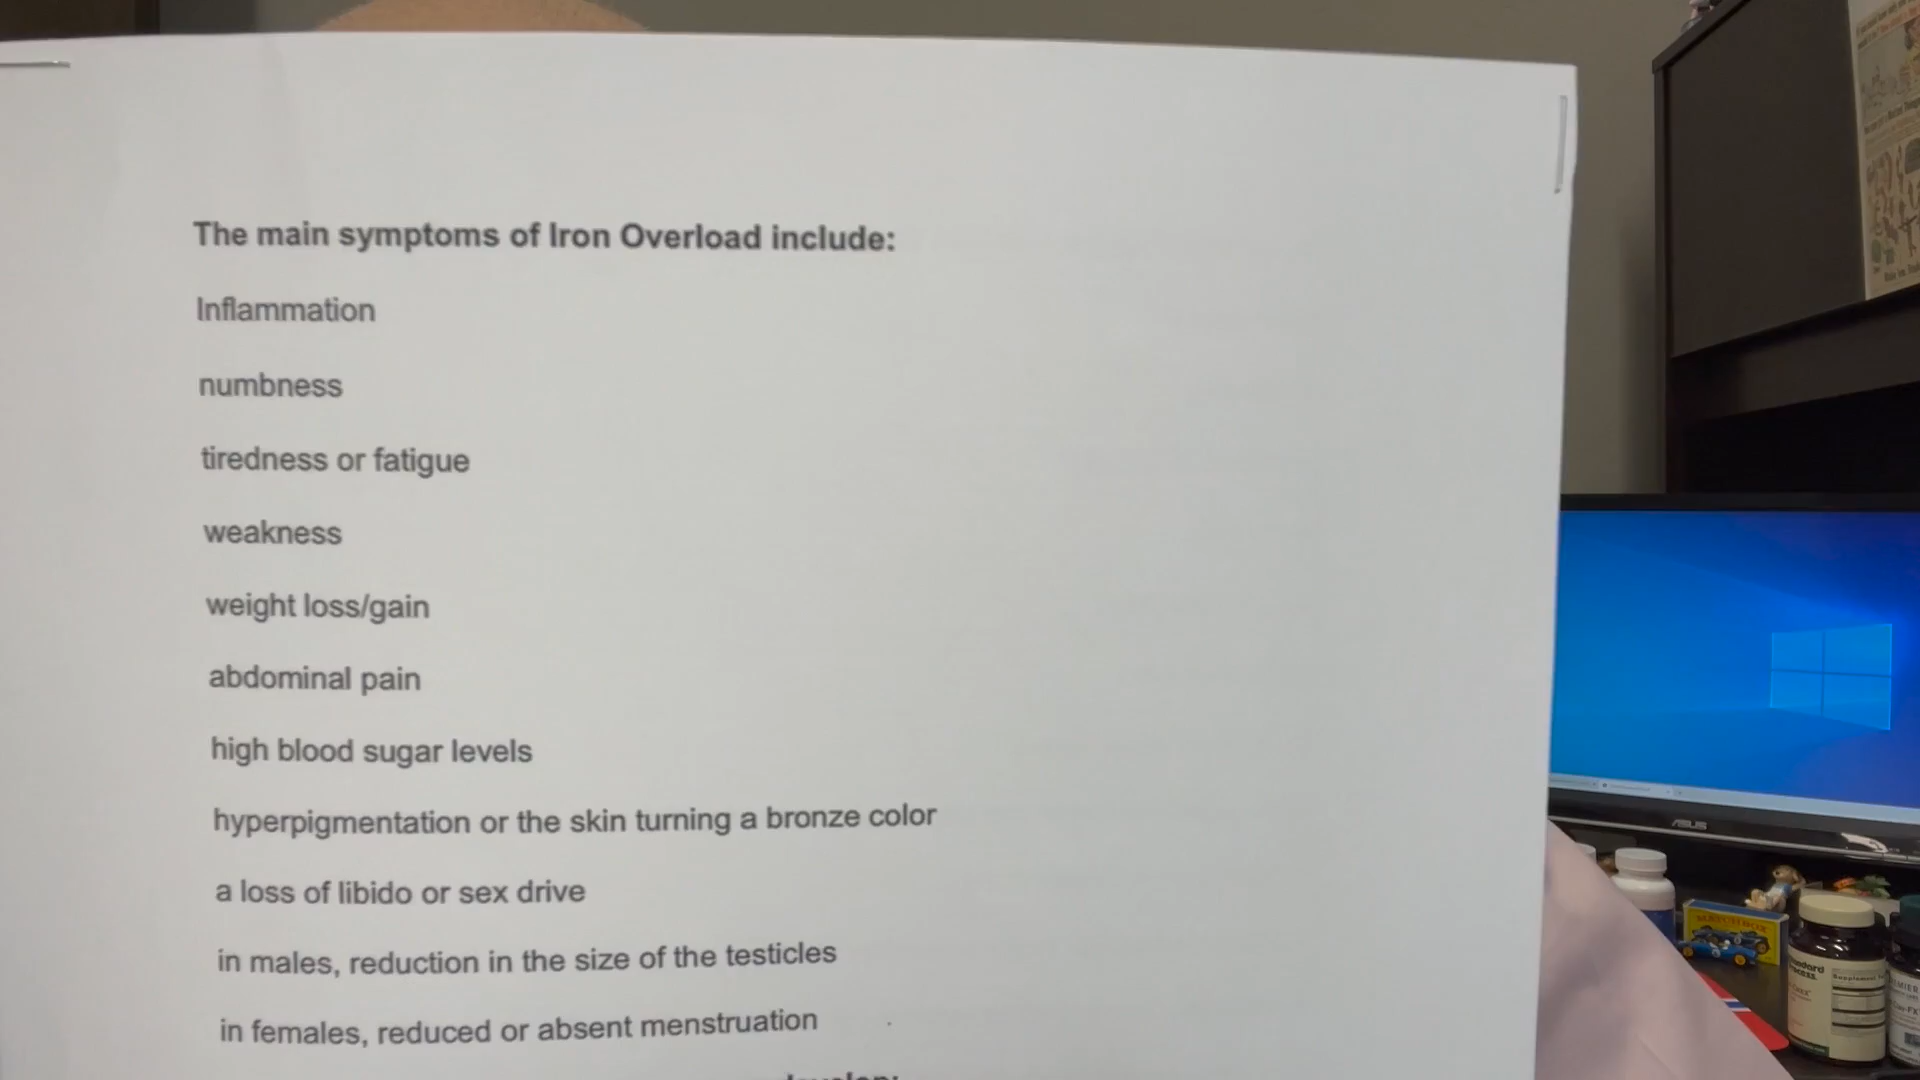 The main symptoms of Iron Overload include:
Inflammation
numbness
tiredness or fatigue
weakness
weight loss/gain
abdominal pain
high blood sugar levels
hyperpigmentation or the skin turning a bronze color
a loss of libido or sex drive
in males, reduction in the size of the testicles
in females, reduced or absent menstruation
ASUS
MATCHBOX